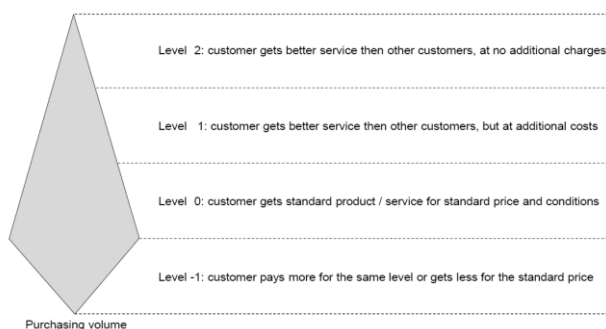 Level 2: customer gets better service then other customers, at no additional charges
Level 1: customer gets better service then other customers, but at additional costs
Level 0: customer gets standard product / service for standard price and conditions
Level -1: customer pays more for the same level or gets less for the standard price
Purchasing volume